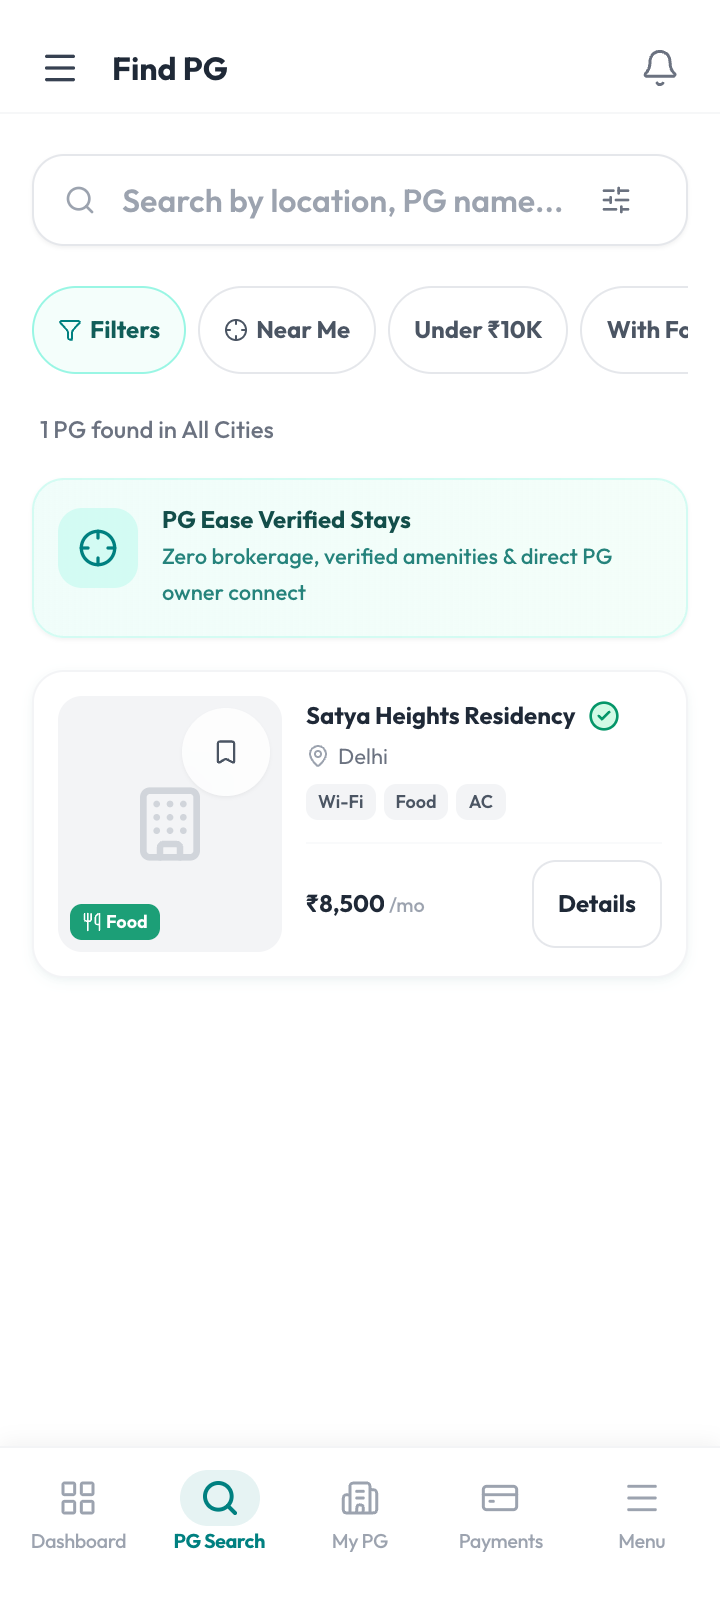 Find PG
Search by location, PG name...
Filters
Near Me
Under ₹10K
With Fo
1 PG found in All Cities
PG Ease Verified Stays
Zero brokerage, verified amenities & direct PG
owner connect
Satya Heights Residency
Delhi
Wi-Fi Food AC
₹8,500 /mo
Details
Food
Dashboard
PG Search
My PG
Payments
Menu